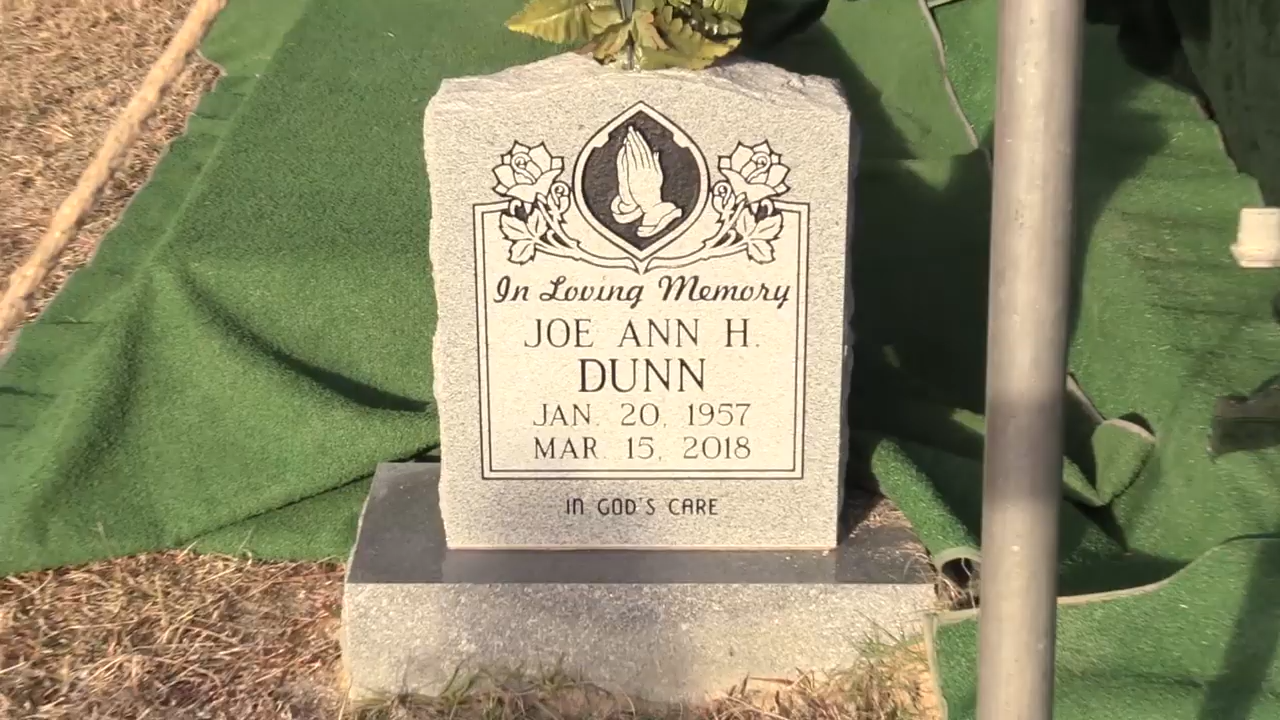 In Loving Memory
JOE ANN H.
DUNN
JAN. 20, 1957
MAR. 15, 2018
IN GOD'S CARE